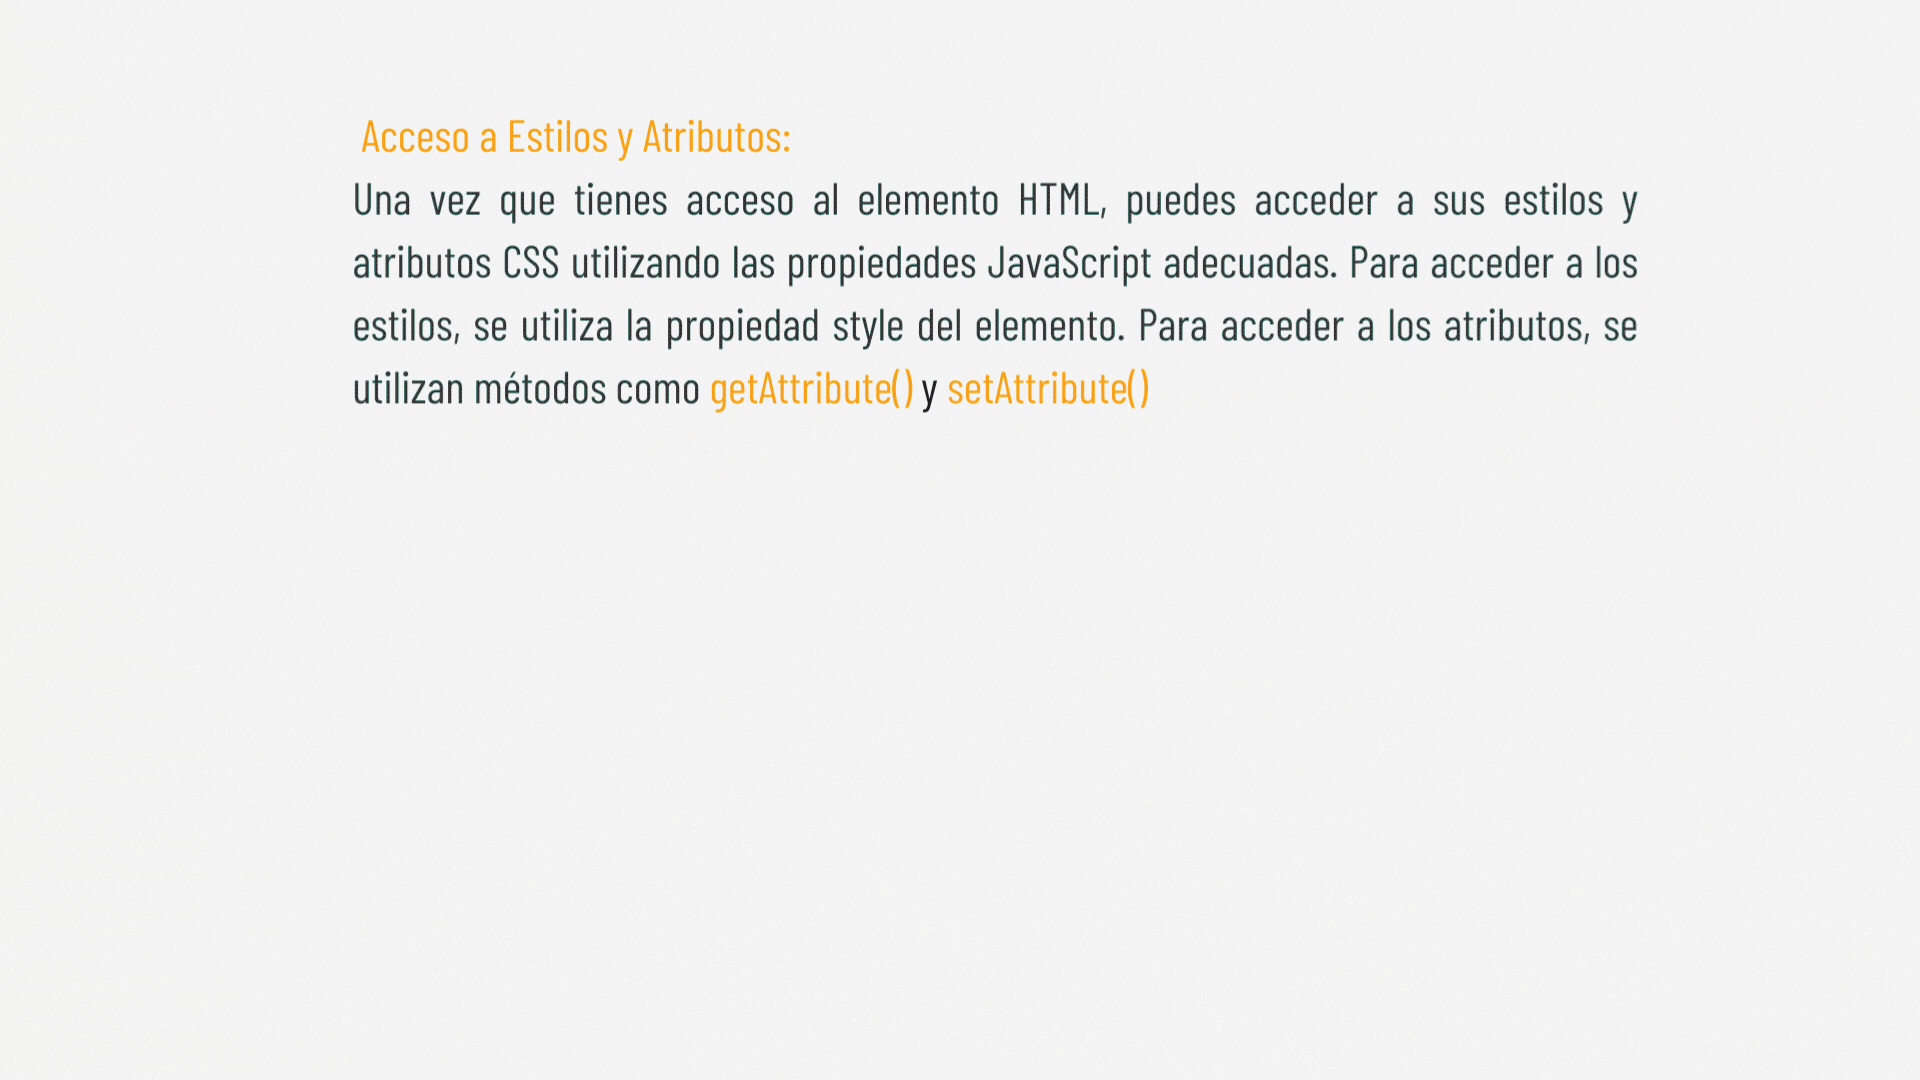 Acceso a Estilos y Atributos:
Una vez que tienes acceso al elemento HTML, puedes acceder a sus estilos y
atributos CSS utilizando las propiedades JavaScript adecuadas. Para acceder a los
estilos, se utiliza la propiedad style del elemento. Para acceder a los atributos, se
utilizan métodos como getAttribute() y setAttribute()